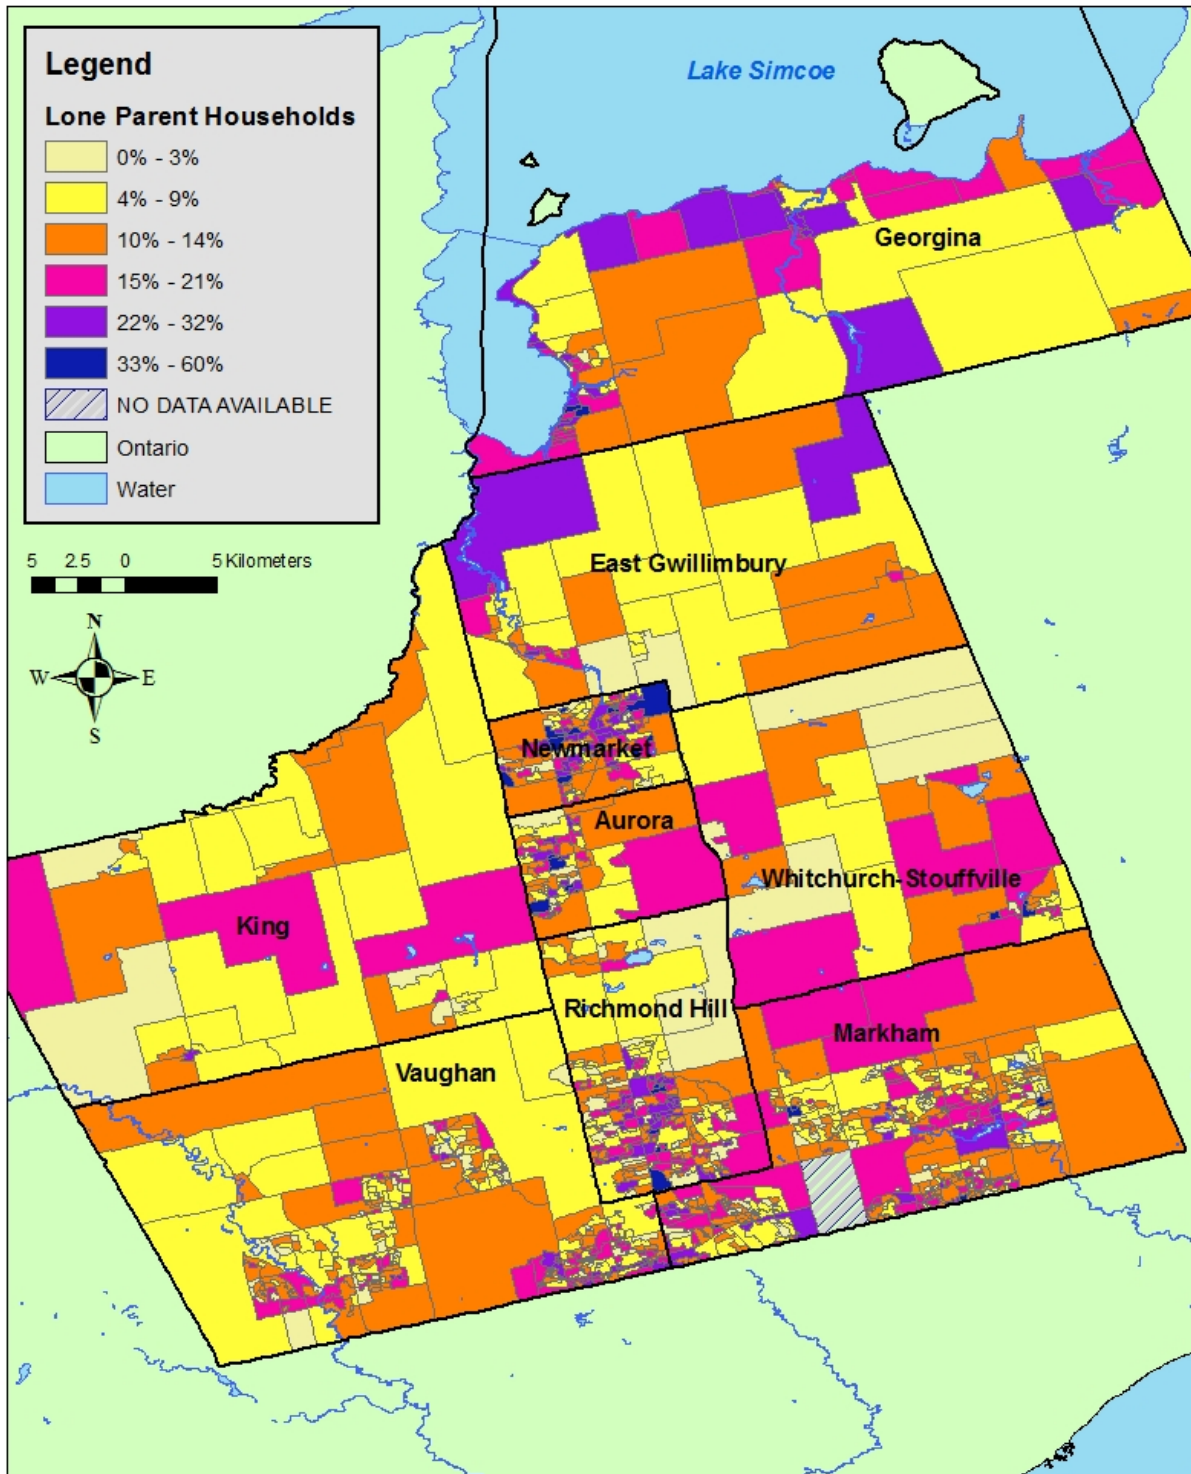 Legend
Lone Parent Households
0% - 3%
4% - 9%
10% - 14%
15% - 21%
22% - 32%
33% - 60%
NO DATA AVAILABLE
Ontario
Water
5 2.5 0 5 Kilometers
N
W E
S
Lake Simcoe
Georgina
East Gwillimbury
Newmarket
Aurora
Whitchurch-Stouffville
King
Richmond Hill
Markham
Vaughan